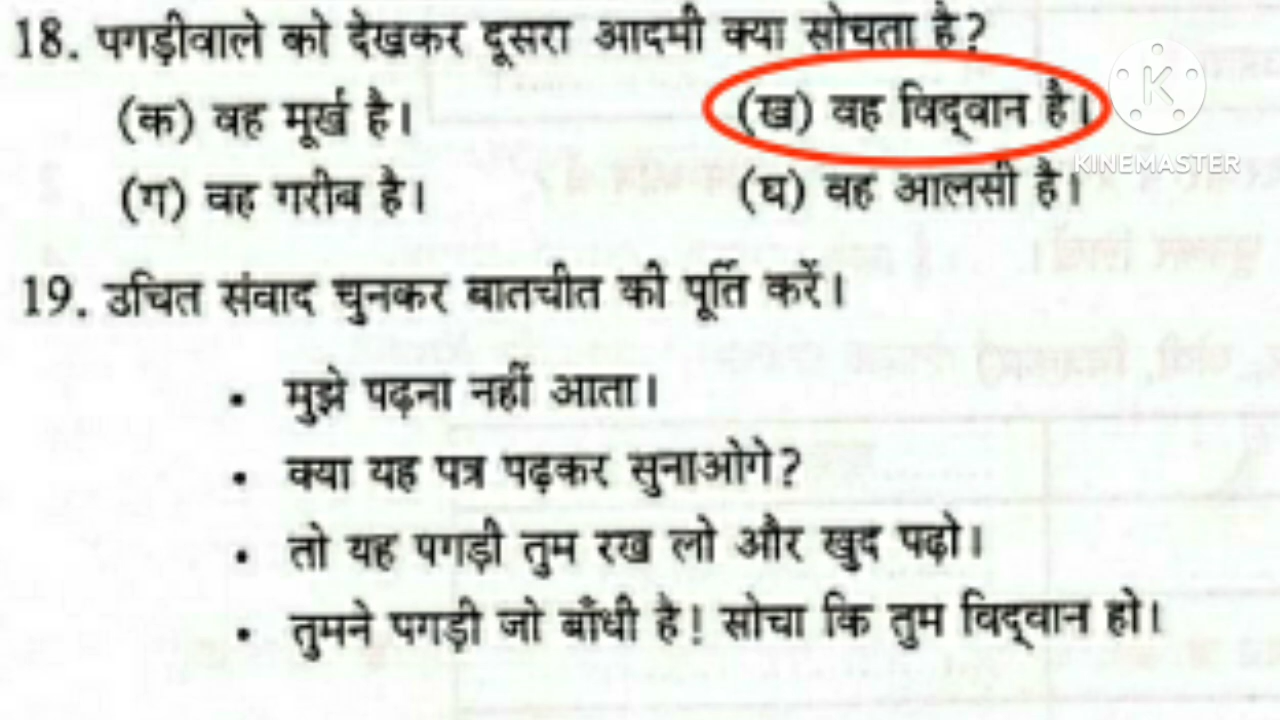 18. पगड़ीवाले को देखकर दूसरा आदमी क्या सोचता है?
(क) वह मूर्ख है। (ख) वह विद्‌वान है।
K
KINEMASTER
(ग) वह गरीब है। (घ) वह आलसी है।
19. उचित संवाद चुनकर बातचीत की पूर्ति करें।
• मुझे पढ़ना नहीं आता।
• क्या यह पत्र पढ़कर सुनाओगे?
• तो यह पगड़ी तुम रख लो और खुद पढ़ो।
• तुमने पगड़ी जो बाँधी है! सोचा कि तुम विद्‌वान हो।